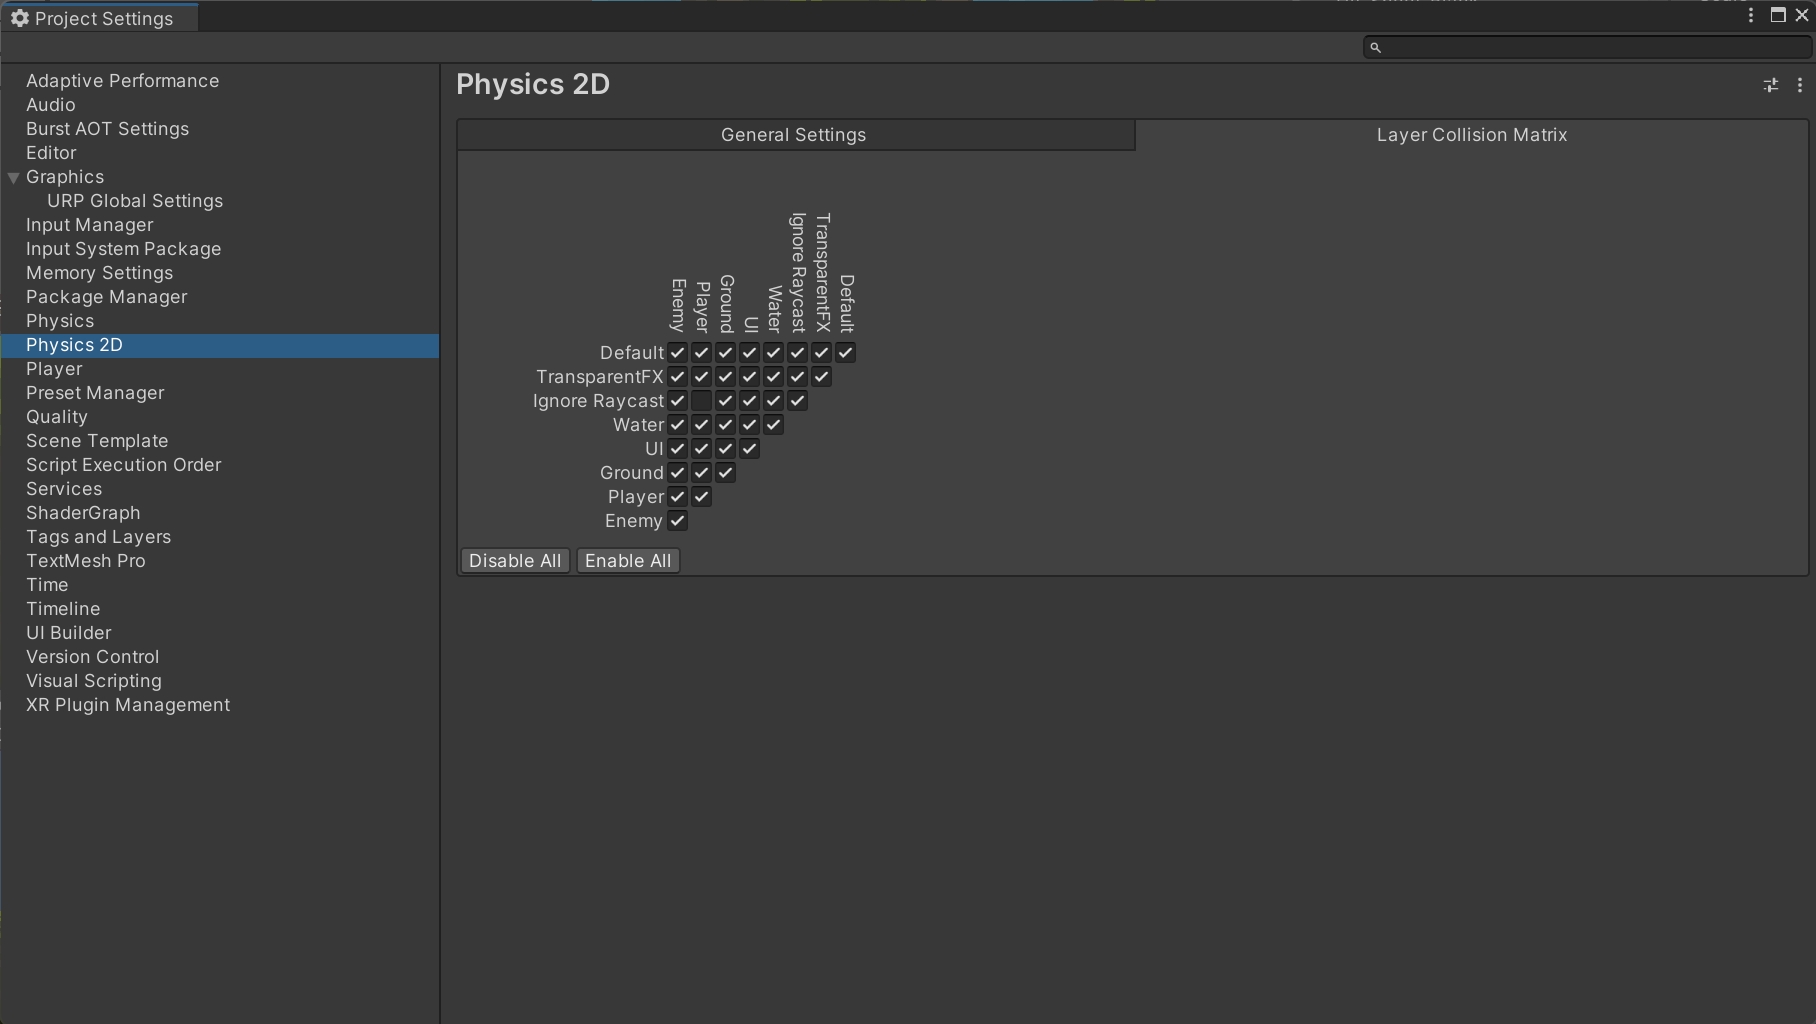 Project Settings
Adaptive Performance
Audio
Burst AOT Settings
Editor
Graphics
URP Global Settings
Input Manager
Input System Package
Memory Settings
Package Manager
Physics
Physics 2D
Player
Preset Manager
Quality
Scene Template
Script Execution Order
Services
ShaderGraph
Tags and Layers
TextMesh Pro
Time
Timeline
UI Builder
Version Control
Visual Scripting
XR Plugin Management
Physics 2D
General Settings
Layer Collision Matrix
Enemy
Player
Ground
UI
Water
Ignore Raycast
TransparentFX
Default
Default
TransparentFX
Ignore Raycast
Water
UI
Ground
Player
Enemy
Disable All
Enable All